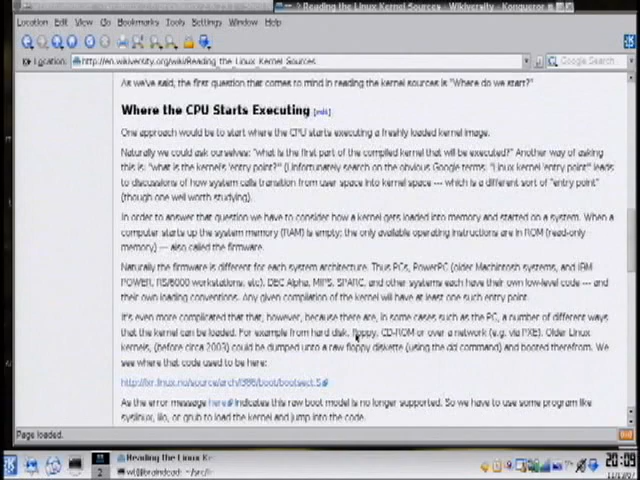 Reading the Linux Kernel Sources - Wikiversity - Konqueror
Location Edit View Go Bookmarks Tools Settings Window Help
Location: http://en.wikiversity.org/wiki/Reading_the_Linux_Kernel_Sources Google Search
As we've said, the first question that comes to mind in reading the kernel sources is "Where do we start?"
Where the CPU Starts Executing [edit]
One approach would be to start where the CPU starts executing a freshly loaded kernel image.
Naturally we could ask ourselves: "what is the first part of the compiled kernel that will be executed?" Another way of asking
this is: "what is the kernel's 'entry point?'" (Unfortunately search on the obvious Google terms: "Linux kernel 'entry point'" leads
to discussions of how system calls transition from user space into kernel space --- which is a different sort of "entry point"
(though one well worth studying).
In order to answer that question we have to consider how a kernel gets loaded into memory and started on a system. When a
computer starts up the system memory (RAM) is empty; the only available operating instructions are in ROM (read-only
memory) --- also called the firmware.
Naturally the firmware is different for each system architecture. Thus PCs, PowerPC (older Macintosh systems, and IBM
POWER, RS/6000 workstations, etc), DEC Alpha, MIPS, SPARC, and other systems each have their own low-level code --- and
their own loading conventions. Any given compilation of the kernel will have at least one such entry point.
It's even more complicated that that, however, because there are, in some cases such as the PC, a number of different ways
that the kernel can be loaded. For example from hard disk, floppy, CD-ROM or over a network (e.g. via PXE). Older Linux
kernels, (before circa 2003) could be dumped unto a raw floppy diskette (using the dd command) and booted therefrom. We
see where that code used to be here:
http://lxr.linux.no/source/arch/i386/boot/bootsect.S
As the error message here indicates this raw boot model is no longer supported. So we have to use some program like
syslinux, lilo, or grub to load the kernel and jump into the code.
Page loaded.
2
Reading the Linux Ke
20:09